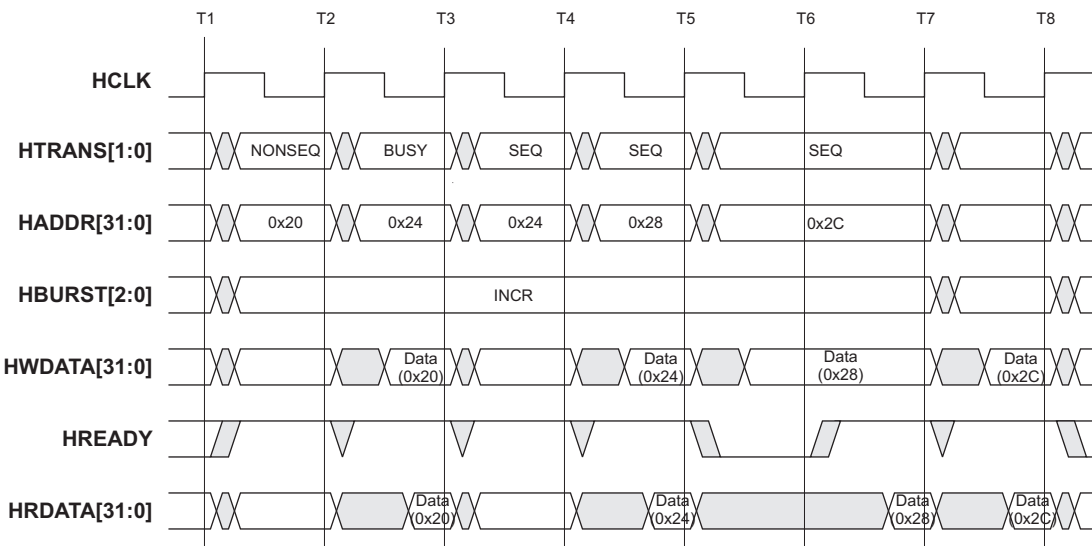 T1 T2 T3 T4 T5 T6 T7 T8
HCLK
HTRANS[1:0] NONSEQ BUSY SEQ SEQ SEQ
HADDR[31:0] 0x20 0x24 0x24 0x28 0x2C
HBURST[2:0] INCR
HWDATA[31:0] Data (0x20) Data (0x24) Data (0x28) Data (0x2C)
HREADY
HRDATA[31:0] Data (0x20) Data (0x24) Data (0x28) Data (0x2C)